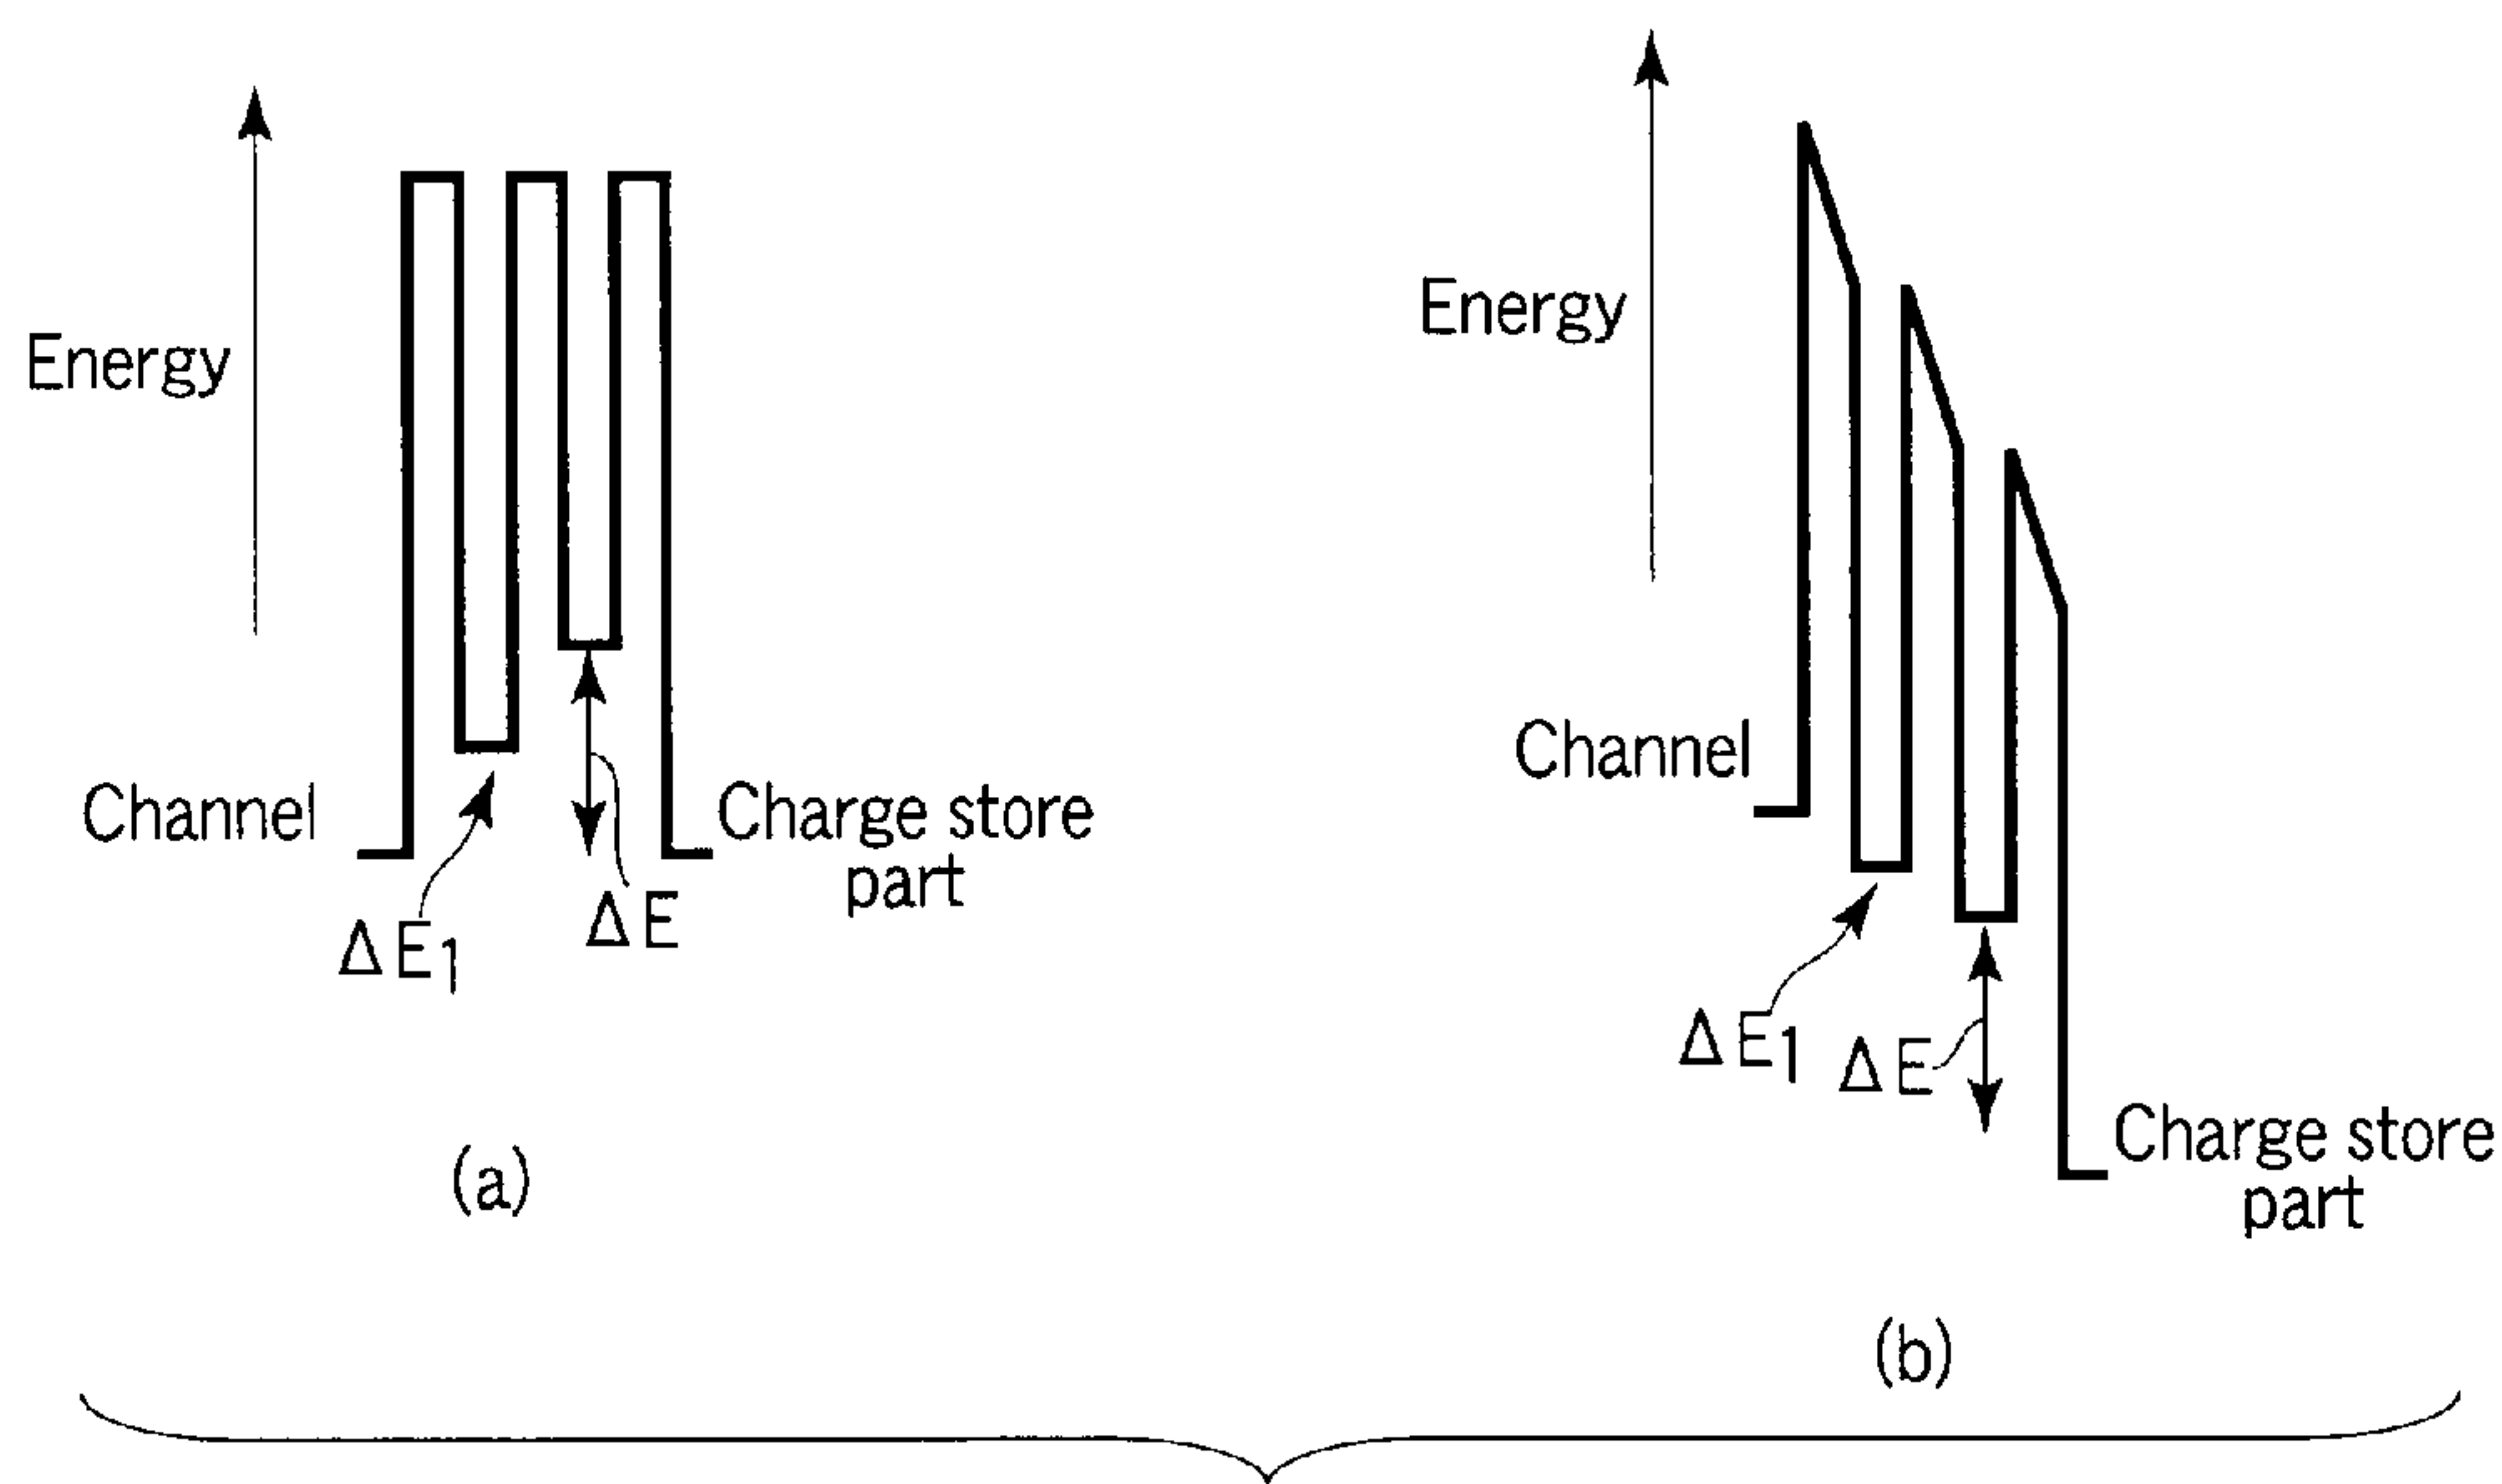 Energy
Channel
Charge store
part
ΔE1
ΔE
(a)
Energy
Channel
ΔE1
ΔE
Charge store
part
(b)